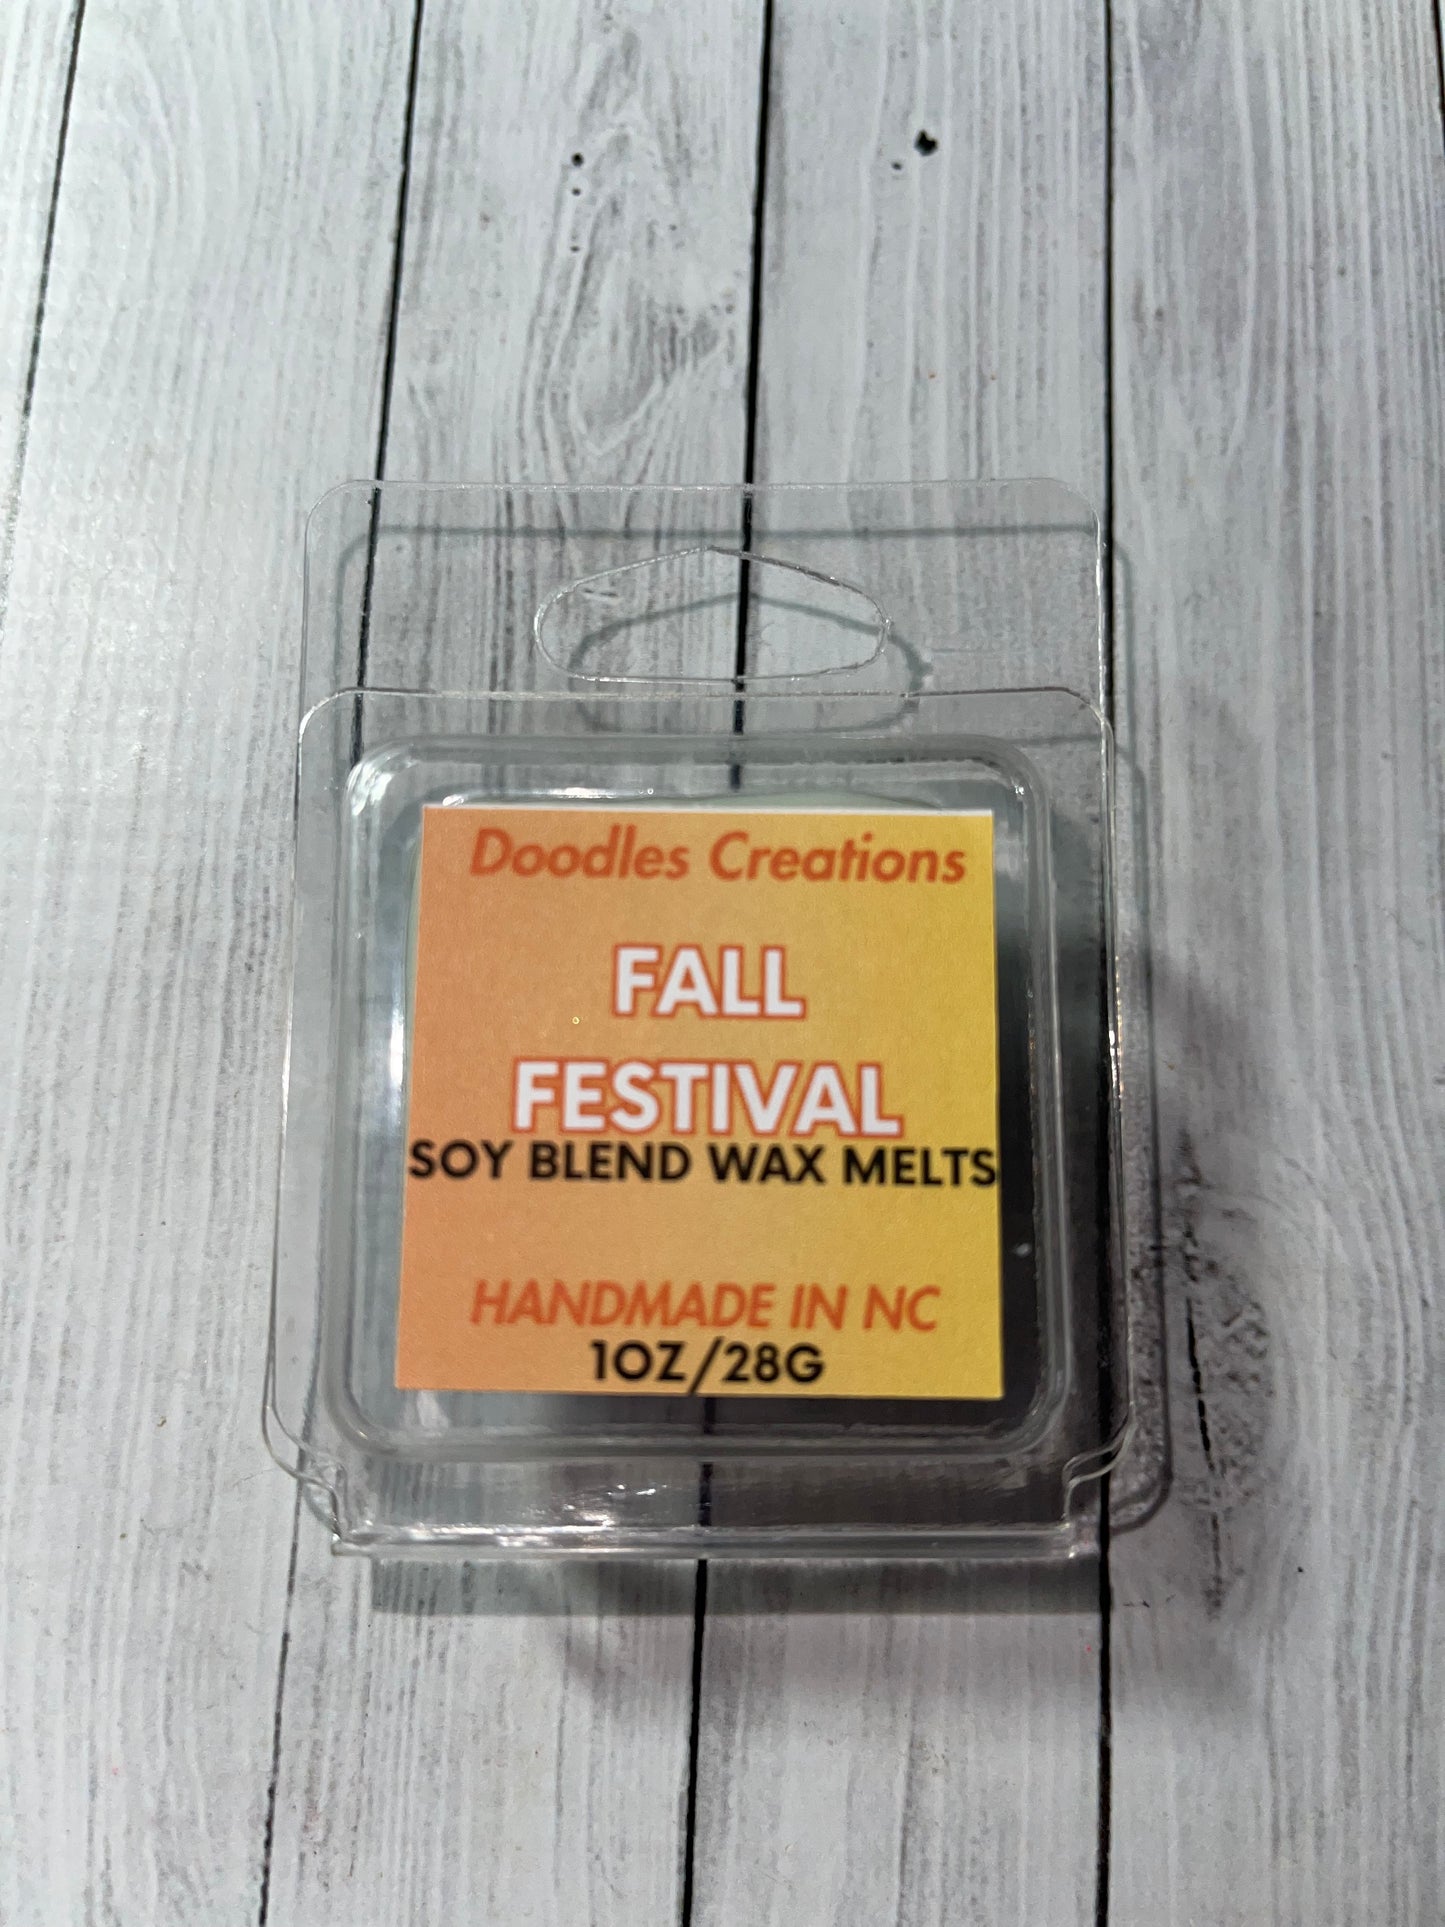 Doodles Creations
FALL
FESTIVAL
SOY BLEND WAX MELTS
HANDMADE IN NC
1OZ/28G